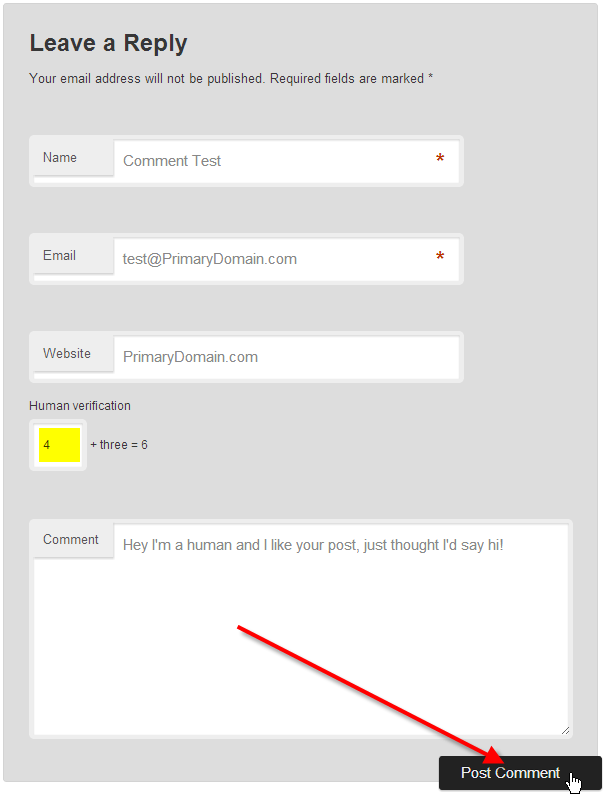 Leave a Reply
Your email address will not be published. Required fields are marked *
Name Comment Test *
Email test@PrimaryDomain.com *
Website PrimaryDomain.com
Human verification
4 + three = 6
Comment Hey I'm a human and I like your post, just thought I'd say hi!
Post Comment